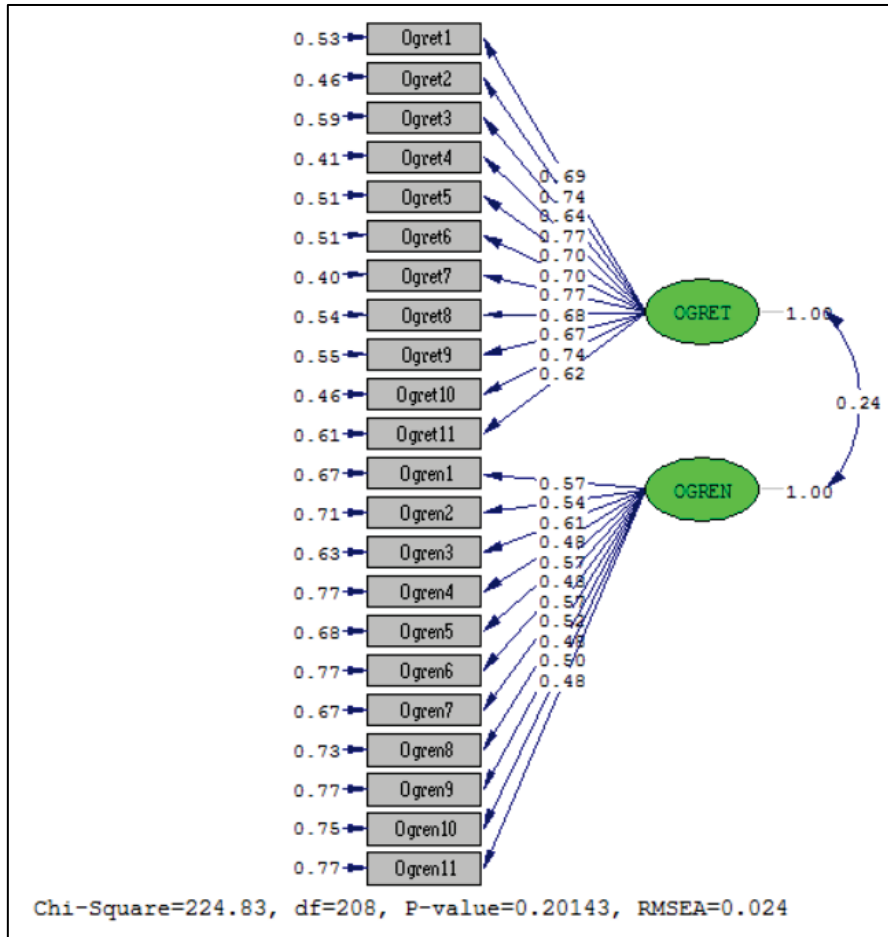 0.53 Ogret1
0.46 Ogret2
0.59 Ogret3
0.41 Ogret4
0.69
0.51 Ogret5
0.74
0.64
0.51 Ogret6
0.77
0.70
0.40 Ogret7
0.70
0.77
0.54 Ogret8
0.68
OGRET
1.00
0.55 Ogret9
0.67
0.74
0.46 Ogret10
0.62
0.24
0.61 Ogret11
0.67 Ogren1
0.57
OGREN
1.00
0.71 Ogren2
0.54
0.61
0.63 Ogren3
0.48
0.57
0.77 Ogren4
0.48
0.57
0.68 Ogren5
0.52
0.48
0.77 Ogren6
0.50
0.48
0.67 Ogren7
0.73 Ogren8
0.77 Ogren9
0.75 Ogren10
0.77 Ogren11
Chi-Square=224.83, df=208, P-value=0.20143, RMSEA=0.024